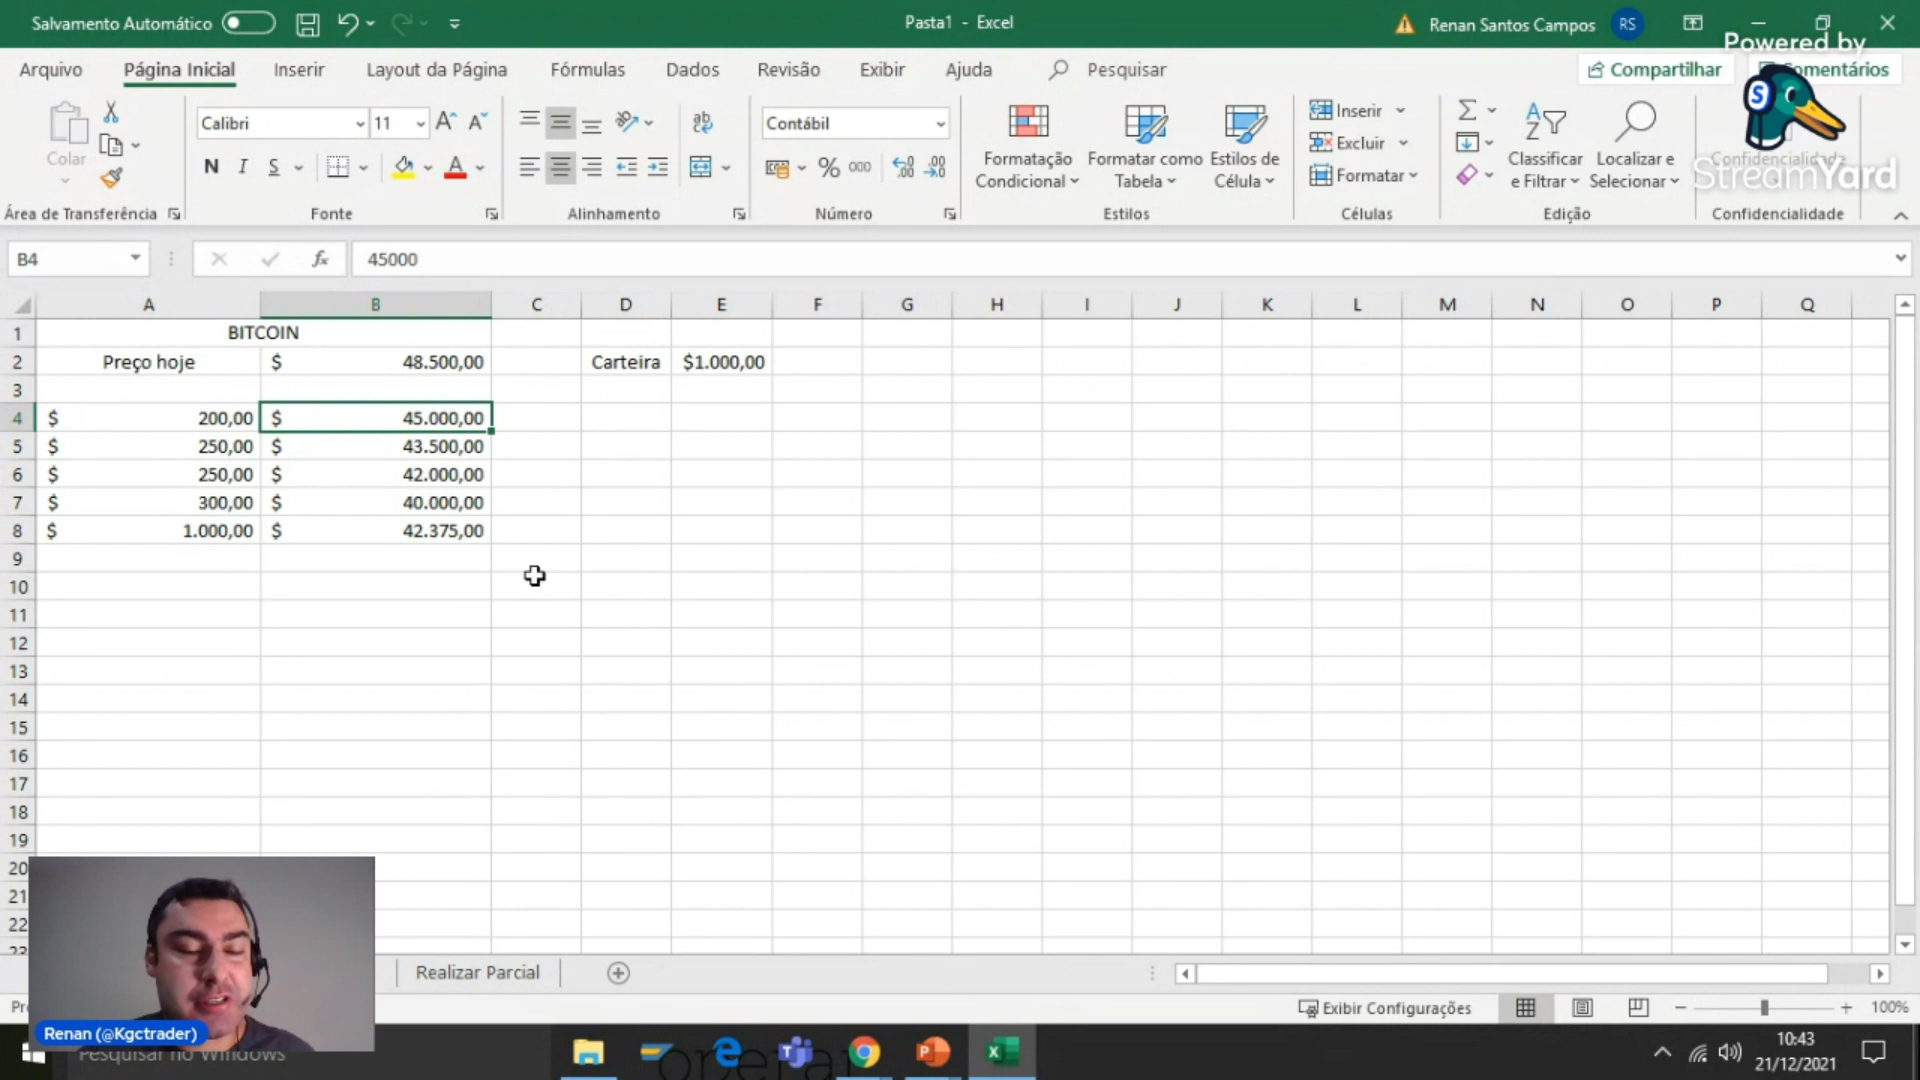 Salvamento Automático
Pasta1 - Excel
Renan Santos Campos
RS
Powered by
Arquivo
Página Inicial
Inserir
Layout da Página
Fórmulas
Dados
Revisão
Exibir
Ajuda
Pesquisar
Compartilhar
Comentários
Colar
Calibri
11
N I S
Contábil
% 000
Formatação
Condicional
Formatar como
Tabela
Estilos de
Célula
Inserir
Excluir
Formatar
Classificar
e Filtrar
Localizar e
Selecionar
Confidencialidade
StreamYard
Área de Transferência
Fonte
Alinhamento
Número
Estilos
Células
Edição
Confidencialidade
B4
fx
45000
A B C D E F G H I J K L M N O P Q
1 BITCOIN
2 Preço hoje $ 48.500,00 Carteira $1.000,00
3
4 $ 200,00 $ 45.000,00
5 $ 250,00 $ 43.500,00
6 $ 250,00 $ 42.000,00
7 $ 300,00 $ 40.000,00
8 $ 1.000,00 $ 42.375,00
9
10
11
12
13
14
15
16
17
18
19
20
21
22
23
Realizar Parcial
Exibir Configurações
100%
Renan (@Kgctrader)
Pesquisar no Windows
operar
10:43
21/12/2021